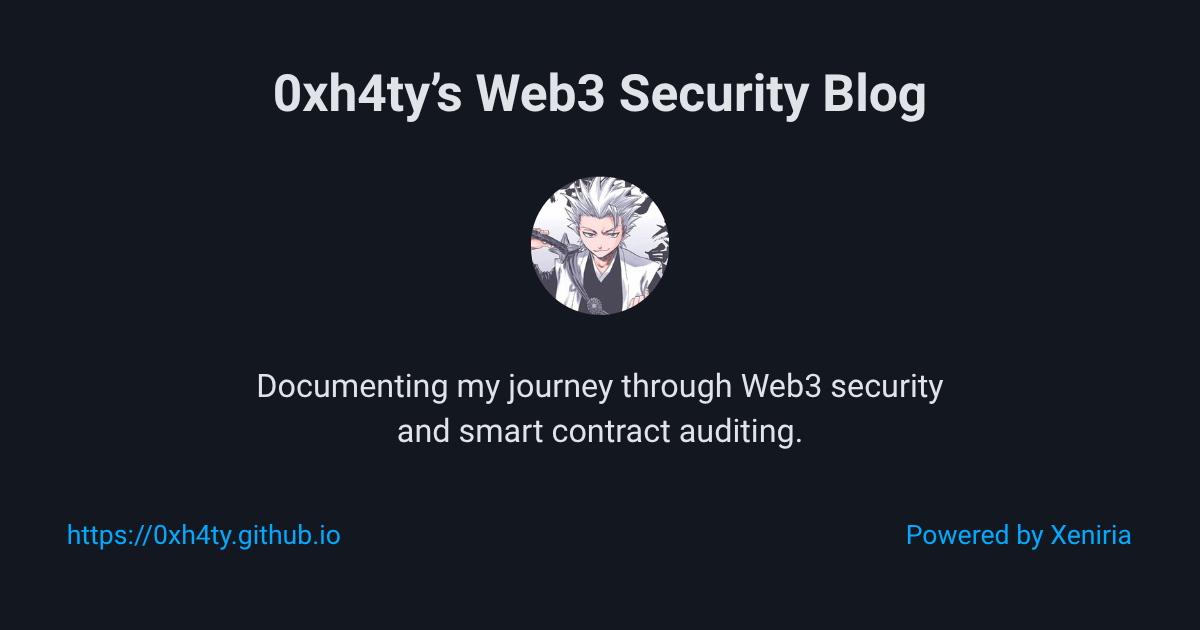 0xh4ty’s Web3 Security Blog
Documenting my journey through Web3 security
and smart contract auditing.
https://0xh4ty.github.io
Powered by Xeniria